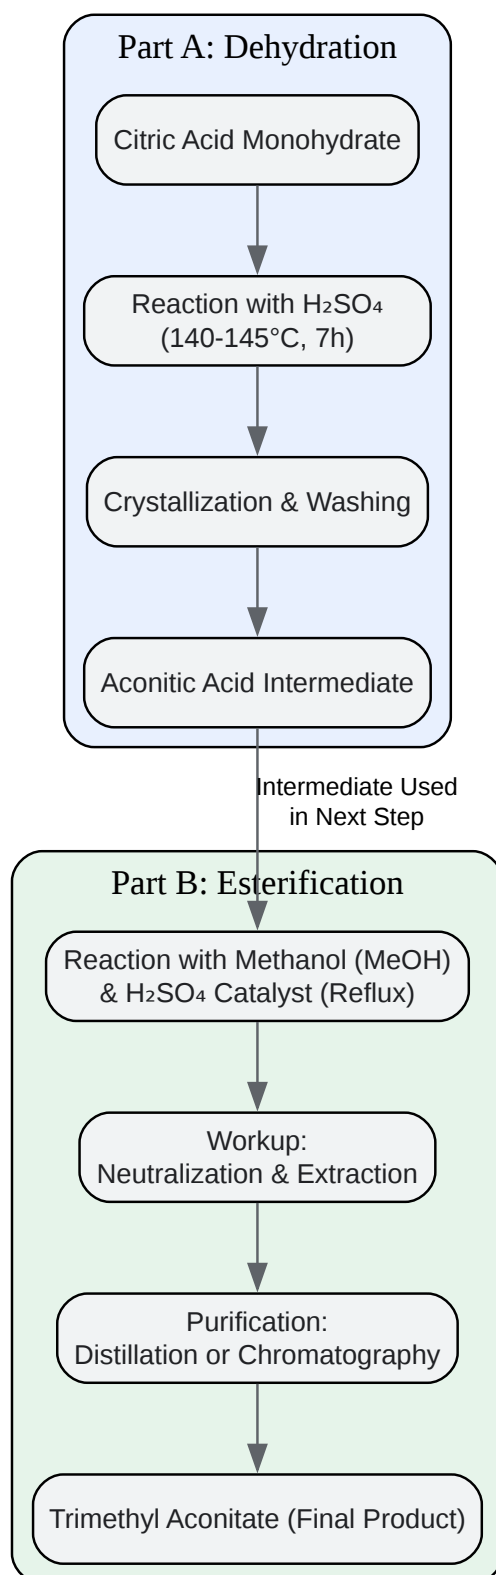 Part A: Dehydration
Citric Acid Monohydrate
Reaction with H₂SO₄
(140-145°C, 7h)
Crystallization & Washing
Aconitic Acid Intermediate
Intermediate Used
in Next Step
Part B: Esterification
Reaction with Methanol (MeOH)
& H₂SO₄ Catalyst (Reflux)
Workup:
Neutralization & Extraction
Purification:
Distillation or Chromatography
Trimethyl Aconitate (Final Product)